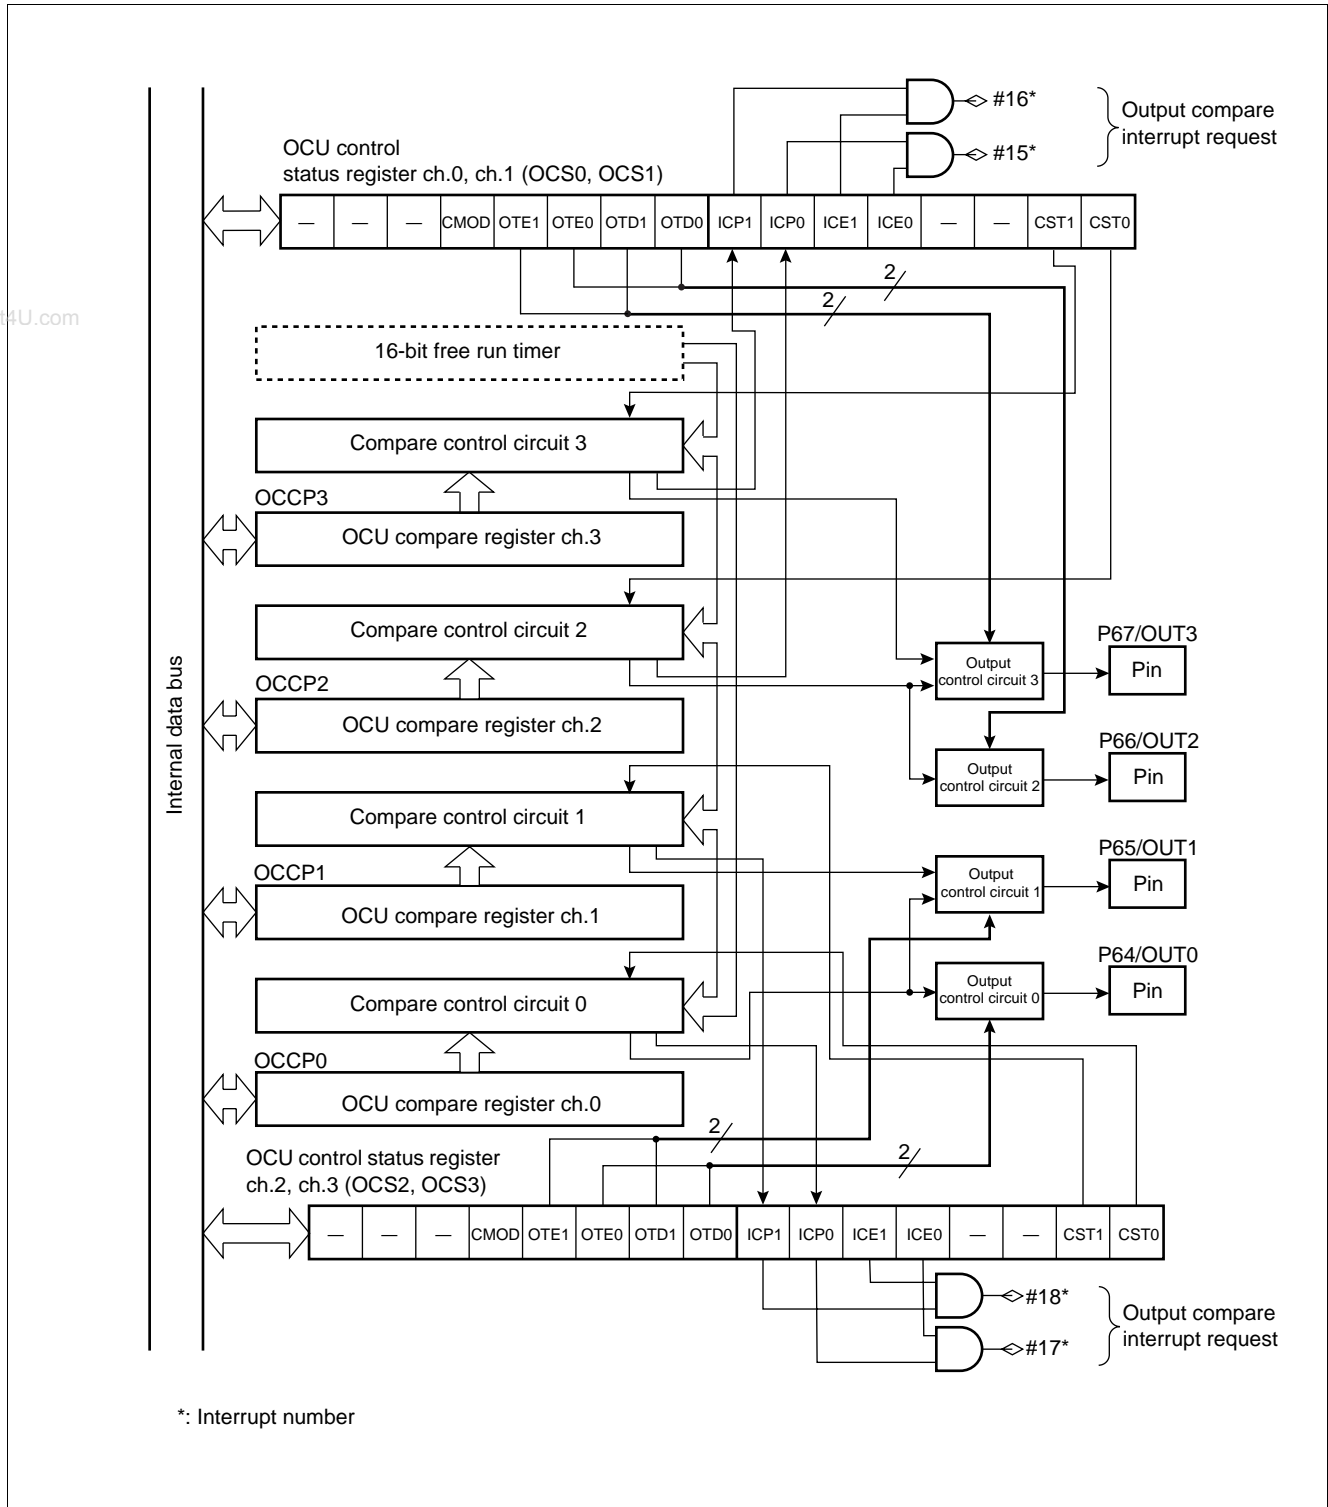 #16*
Output compare
interrupt request
#15*
OCU control
status register ch.0, ch.1 (OCS0, OCS1)
— — — CMOD OTE1 OTE0 OTD1 OTD0 ICP1 ICP0 ICE1 ICE0 — — CST1 CST0
2
2
t4U.com
16-bit free run timer
Compare control circuit 3
OCCP3
OCU compare register ch.3
Compare control circuit 2
OCCP2
OCU compare register ch.2
Compare control circuit 1
OCCP1
OCU compare register ch.1
Compare control circuit 0
OCCP0
OCU compare register ch.0
Internal data bus
P67/OUT3
Output
control circuit 3
Pin
P66/OUT2
Output
control circuit 2
Pin
P65/OUT1
Output
control circuit 1
Pin
P64/OUT0
Output
control circuit 0
Pin
2
2
OCU control status register
ch.2, ch.3 (OCS2, OCS3)
— — — CMOD OTE1 OTE0 OTD1 OTD0 ICP1 ICP0 ICE1 ICE0 — — CST1 CST0
#18*
Output compare
interrupt request
#17*
*: Interrupt number